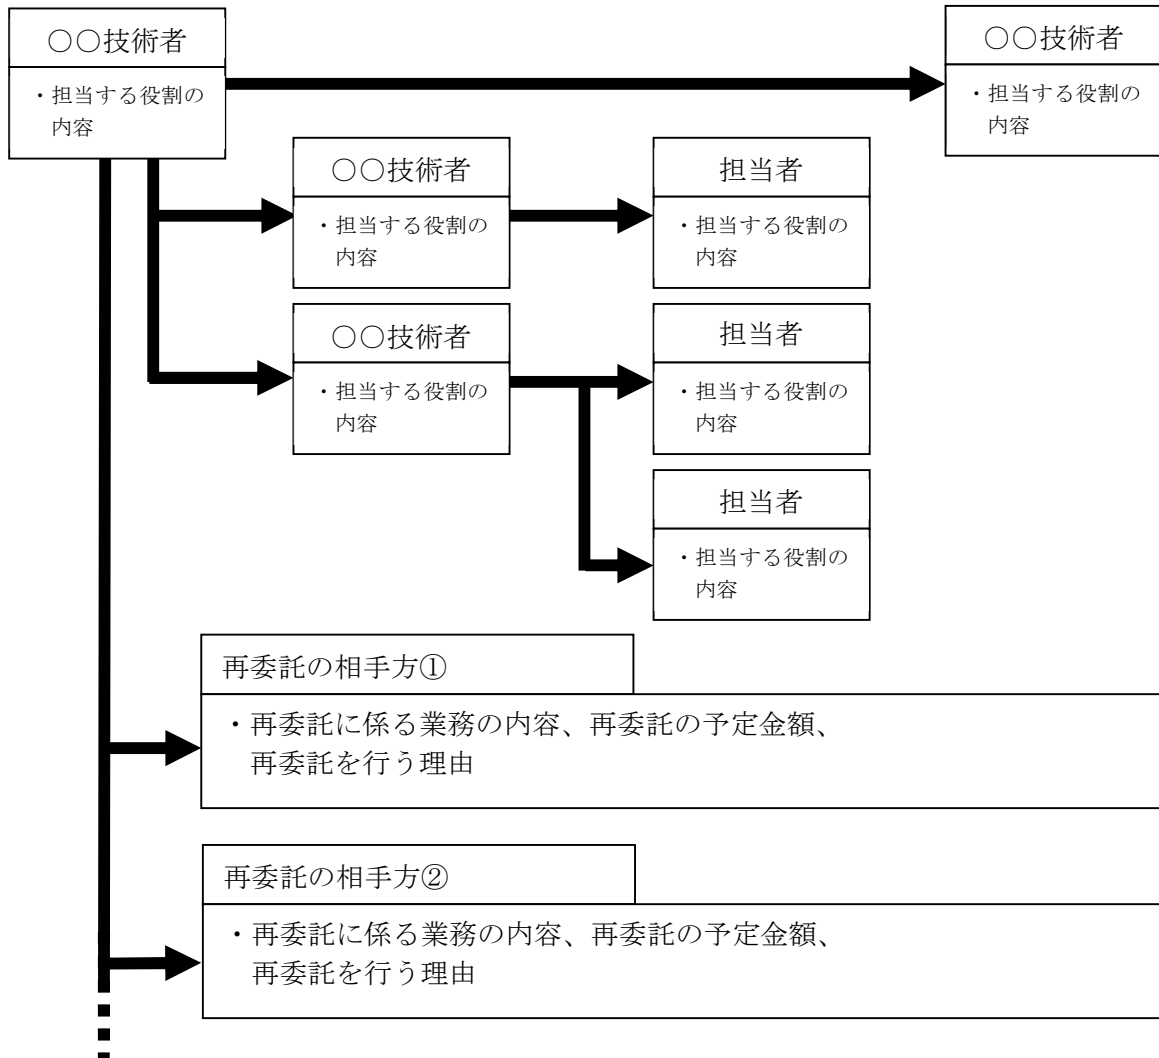 ○○技術者
・担当する役割の
内容
○○技術者
・担当する役割の
内容
○○技術者
・担当する役割の
内容
担当者
・担当する役割の
内容
○○技術者
・担当する役割の
内容
担当者
・担当する役割の
内容
担当者
・担当する役割の
内容
再委託の相手方①
・再委託に係る業務の内容、再委託の予定金額、
再委託を行う理由
再委託の相手方②
・再委託に係る業務の内容、再委託の予定金額、
再委託を行う理由